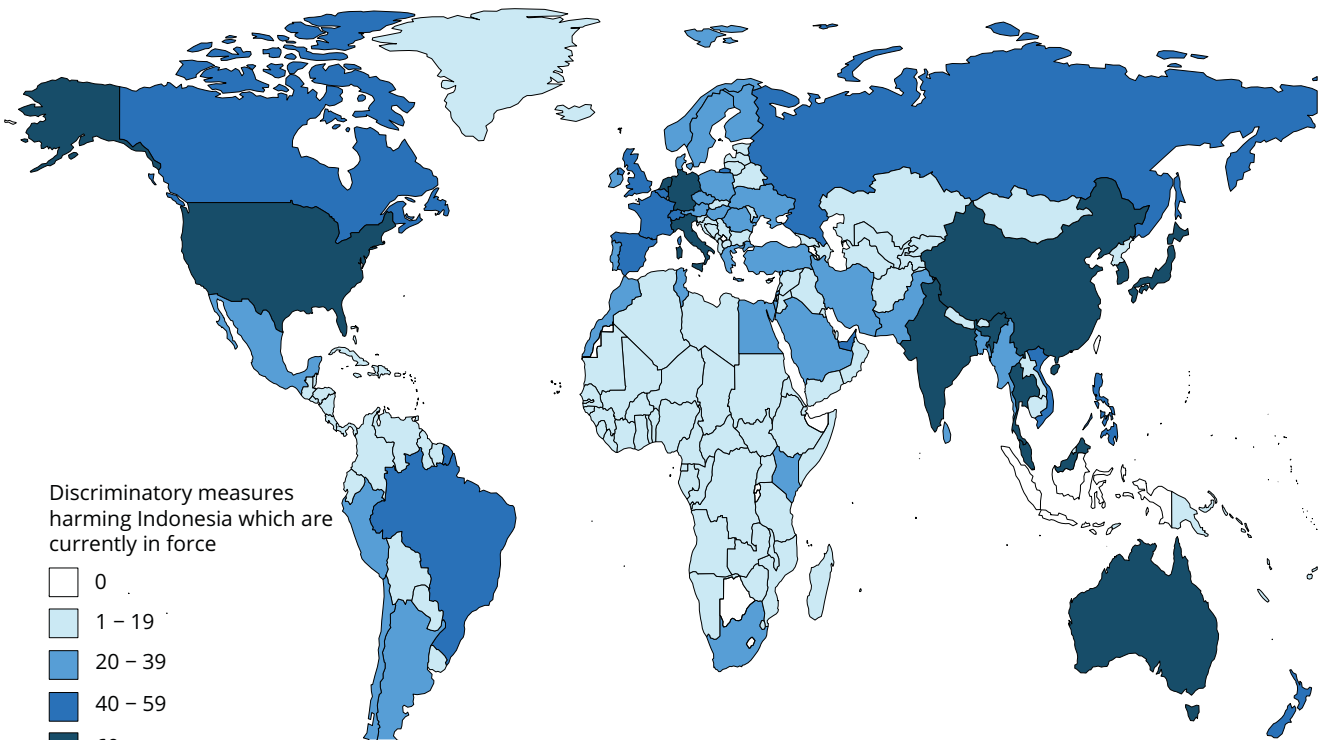 Discriminatory measures
harming Indonesia which are
currently in force
0
1 – 19
20 – 39
40 – 59